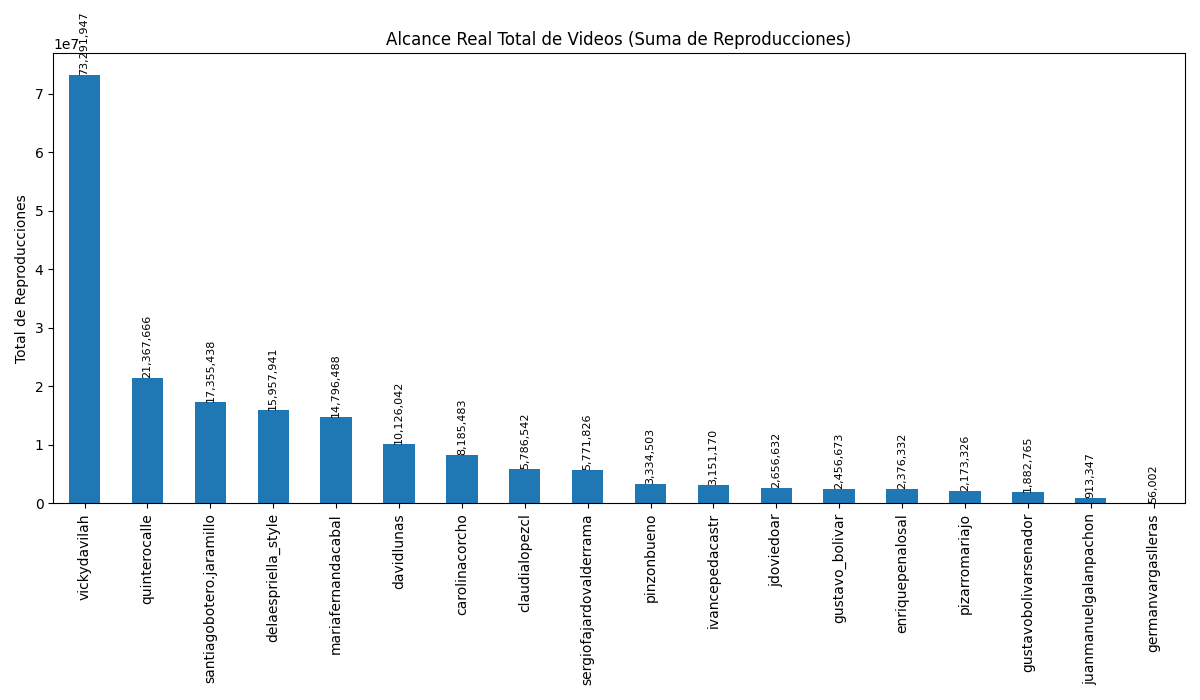 Alcance Real Total de Videos (Suma de Reproducciones)
1e7
Total de Reproducciones
7
6
5
4
3
2
1
0
73,291,947
21,367,666
17,355,438
15,957,941
14,796,488
10,126,042
8,185,483
5,786,542
5,771,826
3,334,503
3,151,170
2,656,632
2,456,673
2,376,332
2,173,326
1,882,765
913,347
56,002
vickydavilah
quinterocalle
santiagobotero.jaramillo
delaespriella_style
mariafernandacabal
davidlunas
carolinacorcho
claudialopezcl
sergiofajardovalderrama
pinzonbueno
ivancepedacastr
jdoviedoar
gustavo_bolivar
enriquepenalosal
pizarromariajo
gustavobolivarsenador
juanmanuelgalanpachon
germanvargaslleras